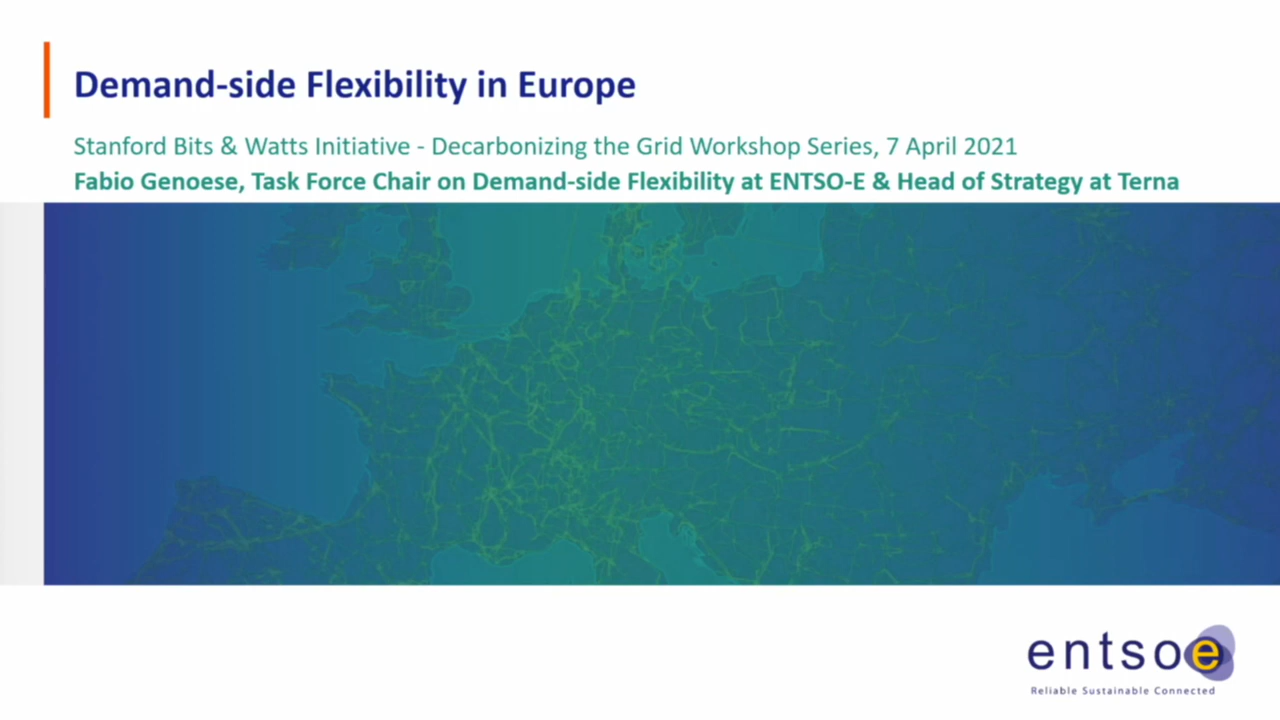 Demand-side Flexibility in Europe
Stanford Bits & Watts Initiative - Decarbonizing the Grid Workshop Series, 7 April 2021
Fabio Genoese, Task Force Chair on Demand-side Flexibility at ENTSO-E & Head of Strategy at Terna
entsoe
Reliable Sustainable Connected